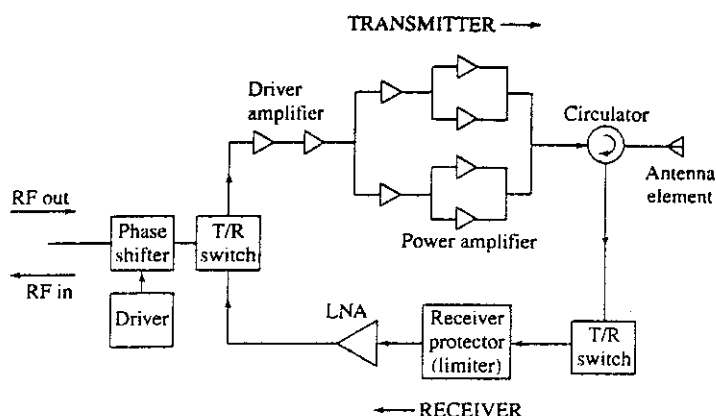 TRANSMITTER
Driver
amplifier
Circulator
Antenna
element
RF out
Phase
shifter
T/R
switch
Power amplifier
RF in
Driver
LNA
Receiver
protector
(limiter)
T/R
switch
RECEIVER